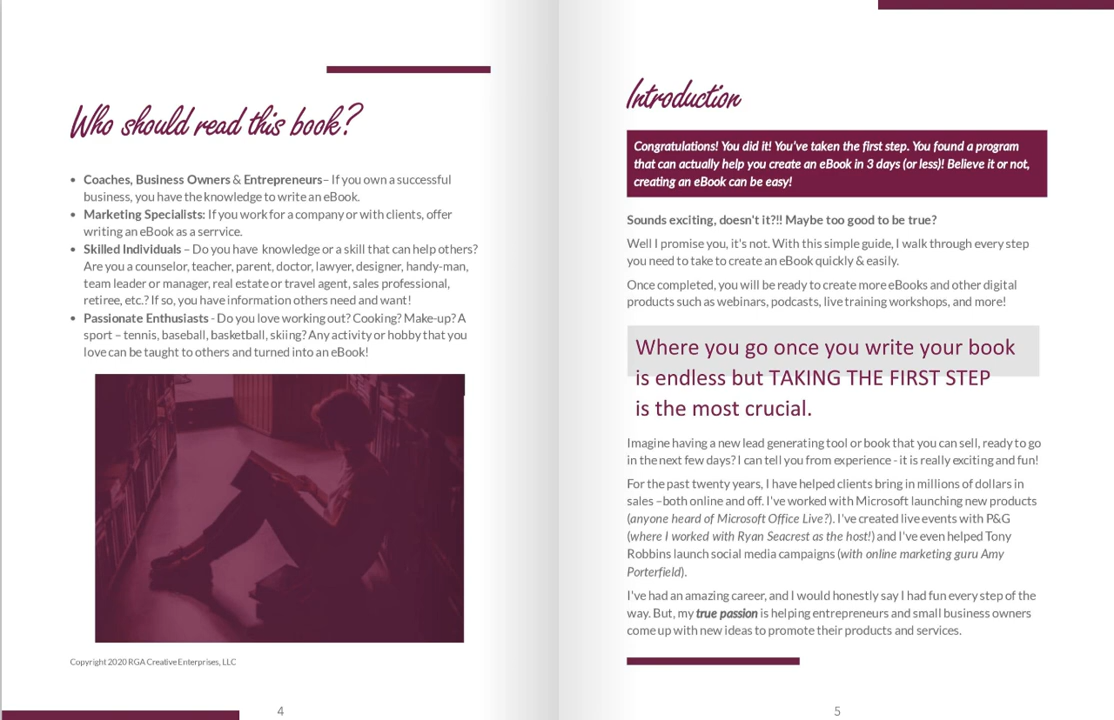 Who should read this book?
• Coaches, Business Owners & Entrepreneurs– If you own a successful
business, you have the knowledge to write an eBook.
• Marketing Specialists: If you work for a company or with clients, offer
writing an eBook as a serrvice.
• Skilled Individuals – Do you have knowledge or a skill that can help others?
Are you a counselor, teacher, parent, doctor, lawyer, designer, handy-man,
team leader or manager, real estate or travel agent, sales professional,
retiree, etc.? If so, you have information others need and want!
• Passionate Enthusiasts - Do you love working out? Cooking? Make-up? A
sport – tennis, baseball, basketball, skiing? Any activity or hobby that you
love can be taught to others and turned into an eBook!
Copyright 2020 RGA Creative Enterprises, LLC
4
Introduction
Congratulations! You did it! You've taken the first step. You found a program
that can actually help you create an eBook in 3 days (or less)! Believe it or not,
creating an eBook can be easy!
Sounds exciting, doesn't it?!! Maybe too good to be true?
Well I promise you, it's not. With this simple guide, I walk through every step
you need to take to create an eBook quickly & easily.
Once completed, you will be ready to create more eBooks and other digital
products such as webinars, podcasts, live training workshops, and more!
Where you go once you write your book
is endless but TAKING THE FIRST STEP
is the most crucial.
Imagine having a new lead generating tool or book that you can sell, ready to go
in the next few days? I can tell you from experience - it is really exciting and fun!
For the past twenty years, I have helped clients bring in millions of dollars in
sales –both online and off. I've worked with Microsoft launching new products
(anyone heard of Microsoft Office Live?). I've created live events with P&G
(where I worked with Ryan Seacrest as the host!) and I've even helped Tony
Robbins launch social media campaigns (with online marketing guru Amy
Porterfield).
I've had an amazing career, and I would honestly say I had fun every step of the
way. But, my true passion is helping entrepreneurs and small business owners
come up with new ideas to promote their products and services.
5